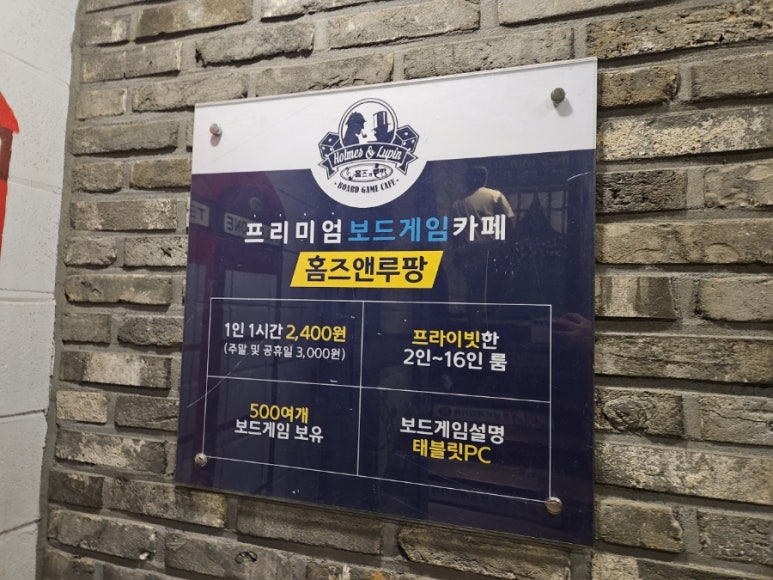 Holmes & Lupin
홈즈앤루팡
BOARD GAME CAFE
프리미엄 보드게임카페
홈즈앤루팡
1인 1시간 2,400원
(주말 및 공휴일 3,000원)
프라이빗한
2인~16인 룸
500여개
보드게임 보유
보드게임설명
태블릿PC